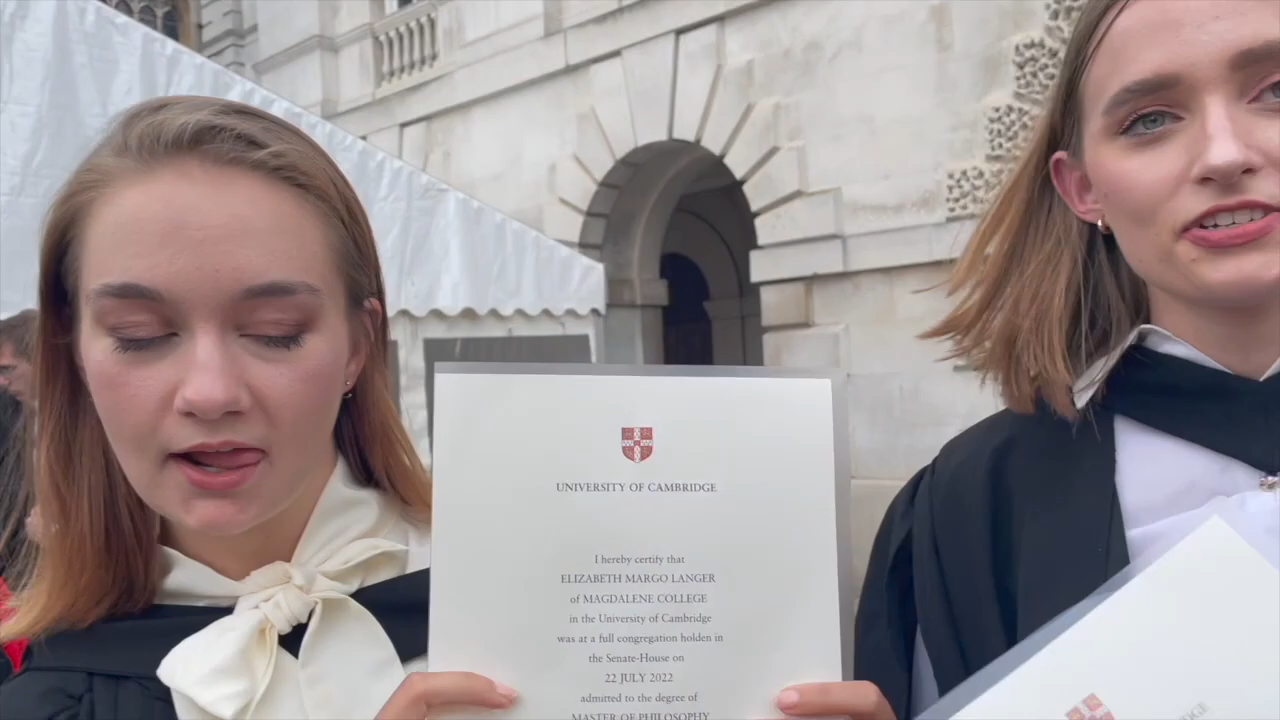 UNIVERSITY OF CAMBRIDGE
I hereby certify that
ELIZABETH MARGO LANGER
of MAGDALENE COLLEGE
in the University of Cambridge
was at a full congregation holden in
the Senate-House on
22 JULY 2022
admitted to the degree of
MASTER OF PHILOSOPHY